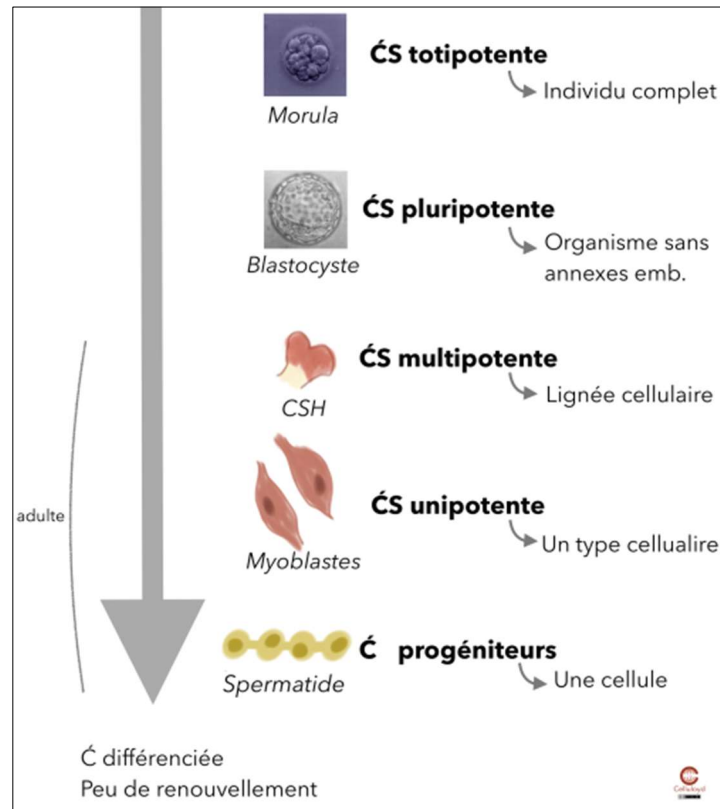 ĆS totipotente
Individu complet
Morula
ĆS pluripotente
Organisme sans
annexes emb.
Blastocyste
ĆS multipotente
Lignée cellulaire
CSH
adulte
ĆS unipotente
Un type cellualire
Myoblastes
Ć progéniteurs
Une cellule
Spermatide
Ć différenciée
Peu de renouvellement